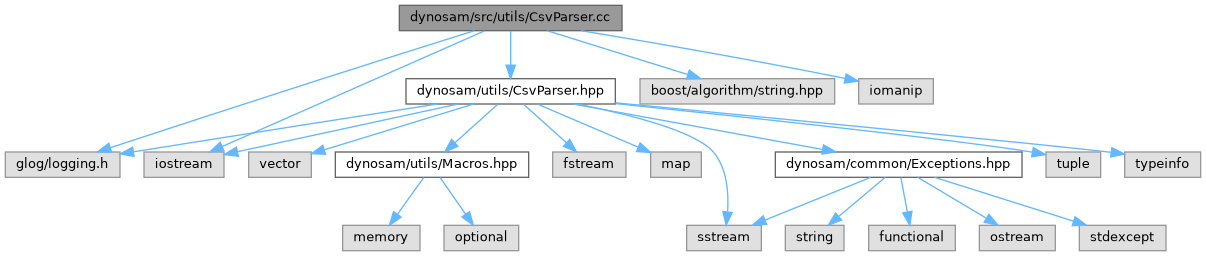 dynosam/src/utils/CsvParser.cc
dynosam/utils/CsvParser.hpp
boost/algorithm/string.hpp
iomanip
glog/logging.h
iostream
vector
dynosam/utils/Macros.hpp
fstream
map
dynosam/common/Exceptions.hpp
tuple
typeinfo
memory
optional
sstream
string
functional
ostream
stdexcept